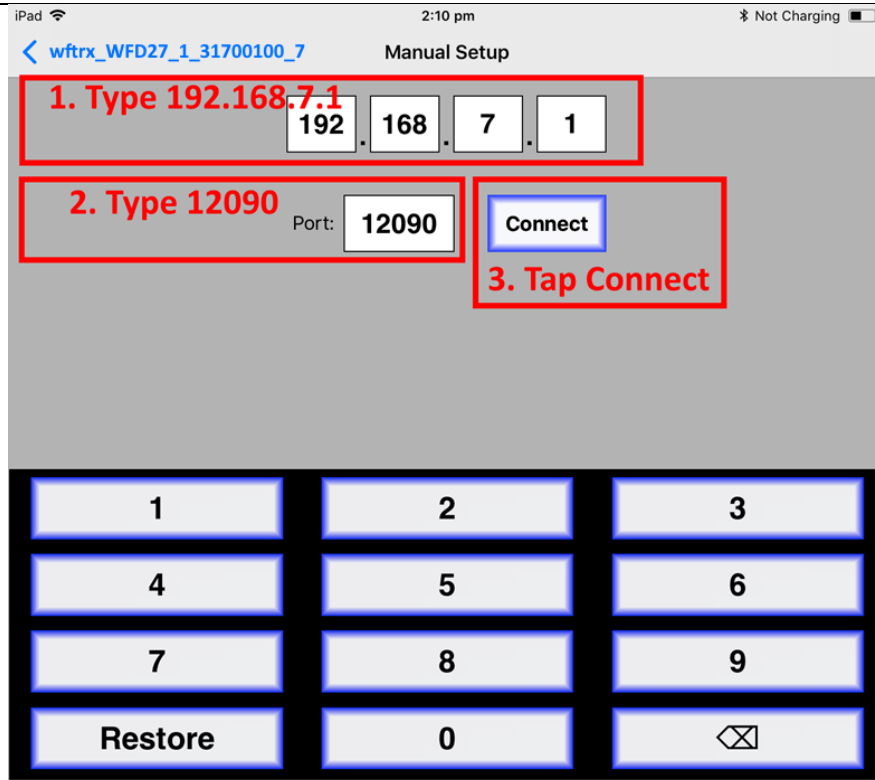 iPad 2:10 pm Not Charging
wftrx_WFD27_1_31700100_7 Manual Setup
1. Type 192.168.7.1
192 . 168 . 7 . 1
2. Type 12090
Port: 12090 Connect
3. Tap Connect
1 2 3
4 5 6
7 8 9
Restore 0